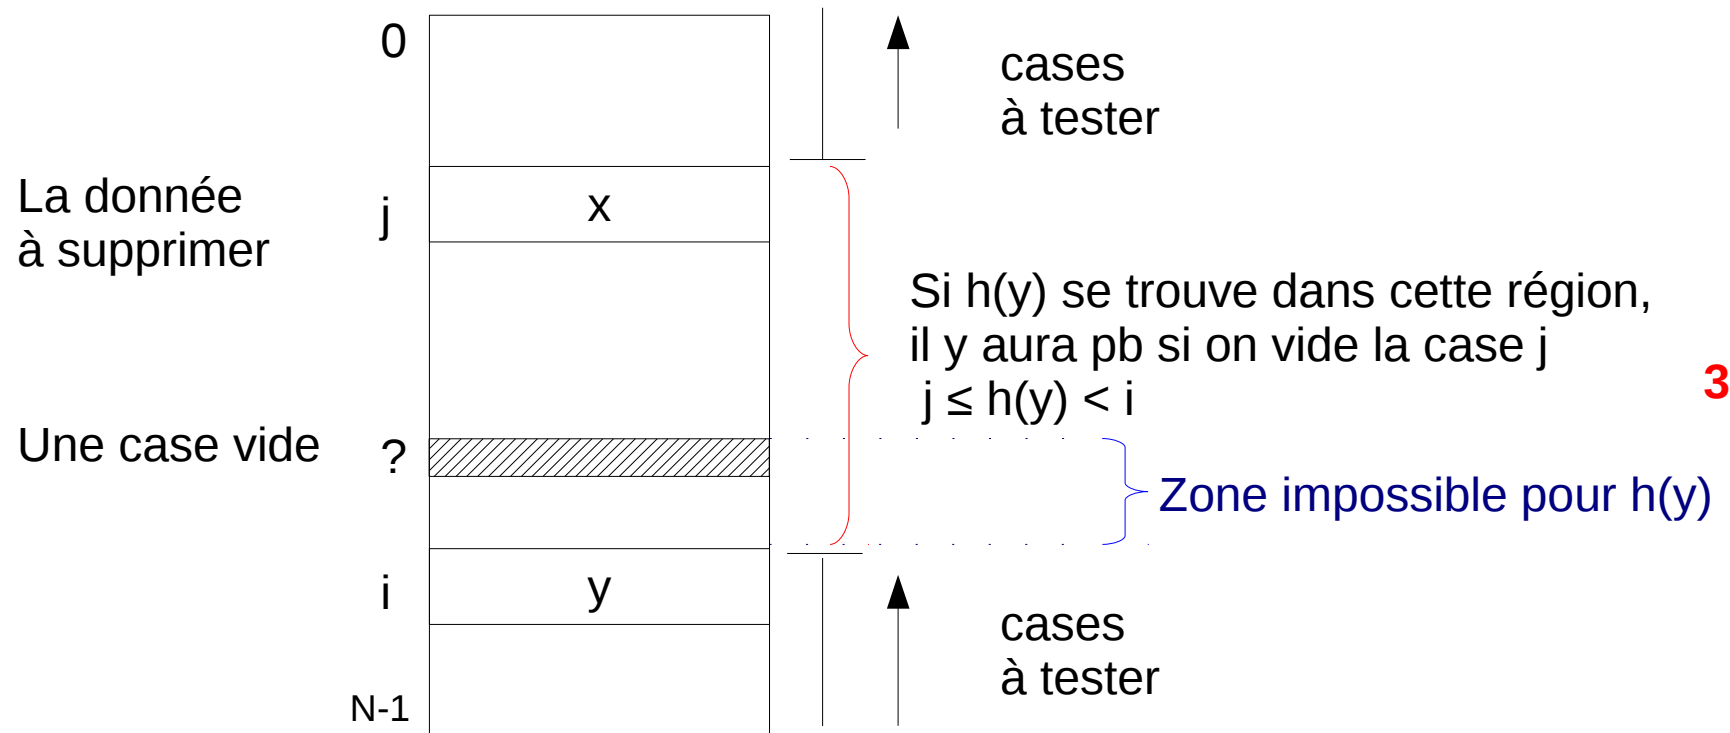 0
cases
à tester
La donnée
à supprimer
j
x
Si h(y) se trouve dans cette région,
il y aura pb si on vide la case j
j ≤ h(y) < i
3
Une case vide
?
Zone impossible pour h(y)
i
y
cases
à tester
N-1